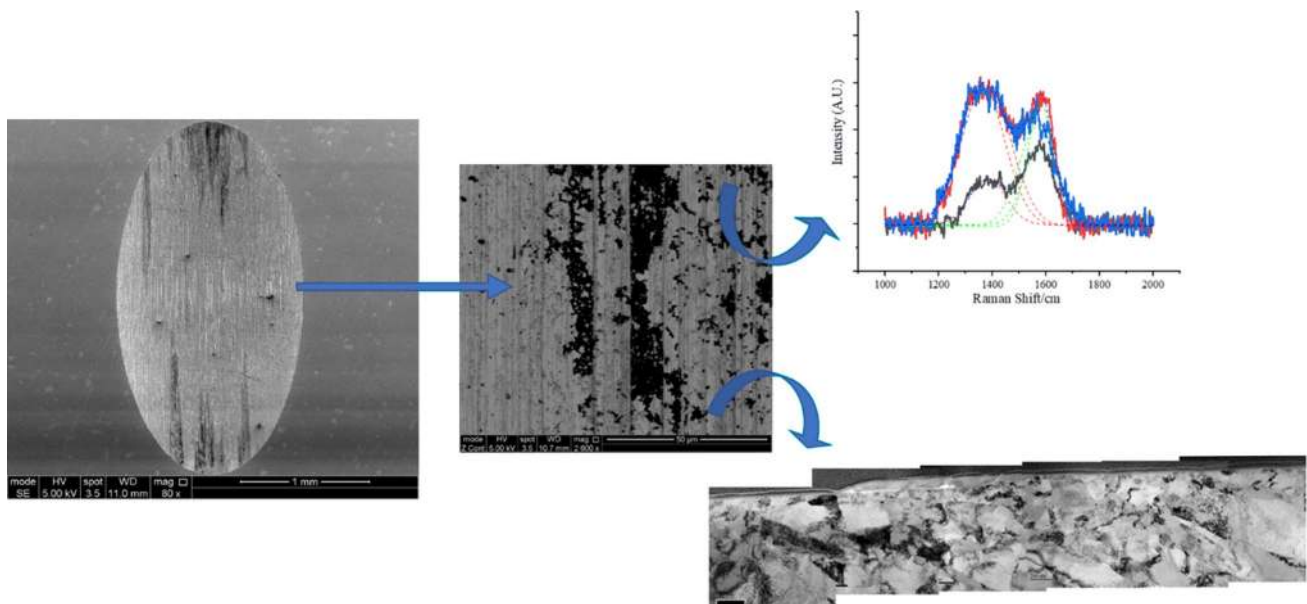 mode HV spot WD mag □
SE 5.00 kV 3.5 11.0 mm 80 x
1 mm
mode HV spot WD mag □
Z Cont 5.00 kV 3.5 10.7 mm 2 600 x
50 µm
Intensity (A.U.)
1000 1200 1400 1600 1800 2000
Raman Shift/cm